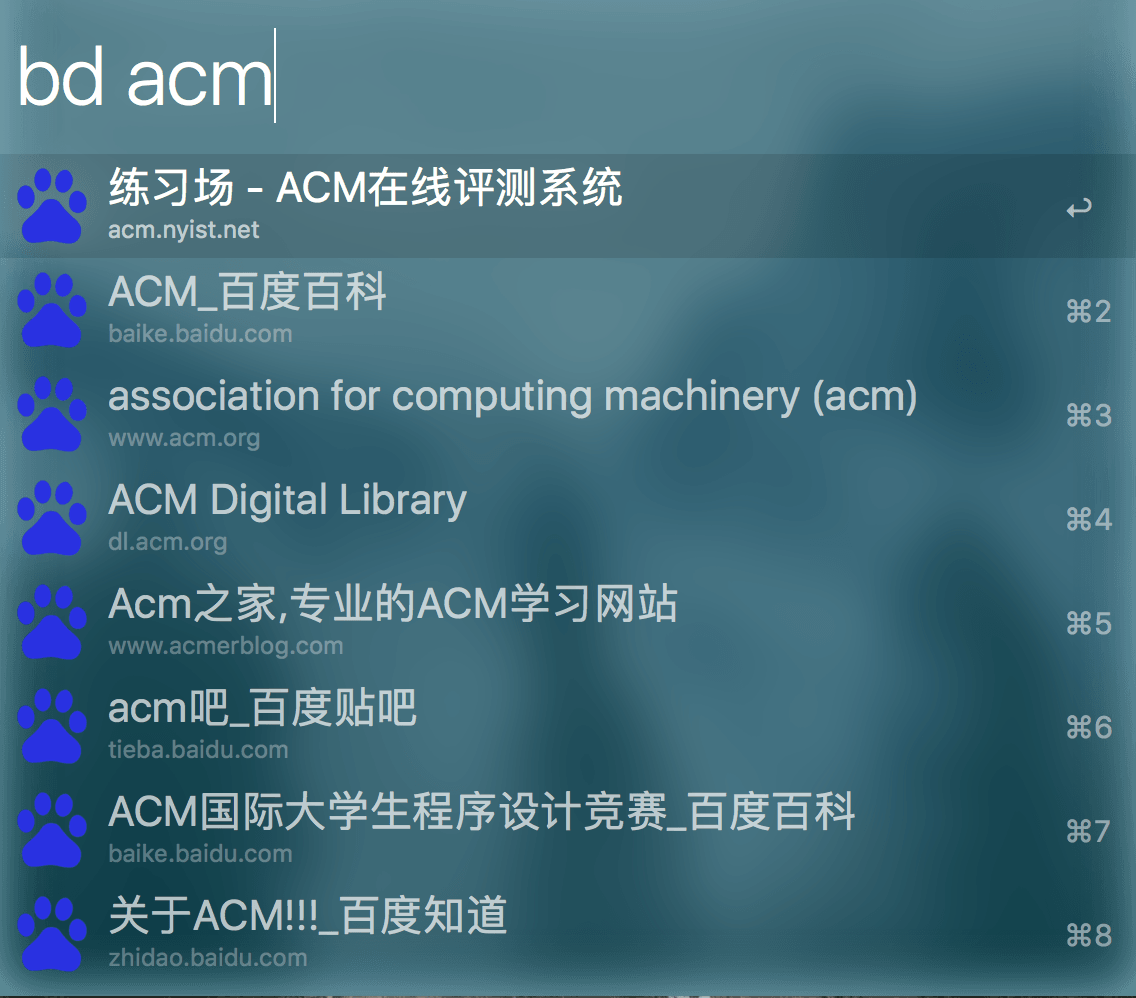 bd acm
练习场 - ACM在线评测系统
acm.nyist.net
↩
ACM_百度百科
baike.baidu.com
⌘2
association for computing machinery (acm)
www.acm.org
⌘3
ACM Digital Library
dl.acm.org
⌘4
Acm之家,专业的ACM学习网站
www.acmerblog.com
⌘5
acm吧_百度贴吧
tieba.baidu.com
⌘6
ACM国际大学生程序设计竞赛_百度百科
baike.baidu.com
⌘7
关于ACM!!!_百度知道
zhidao.baidu.com
⌘8